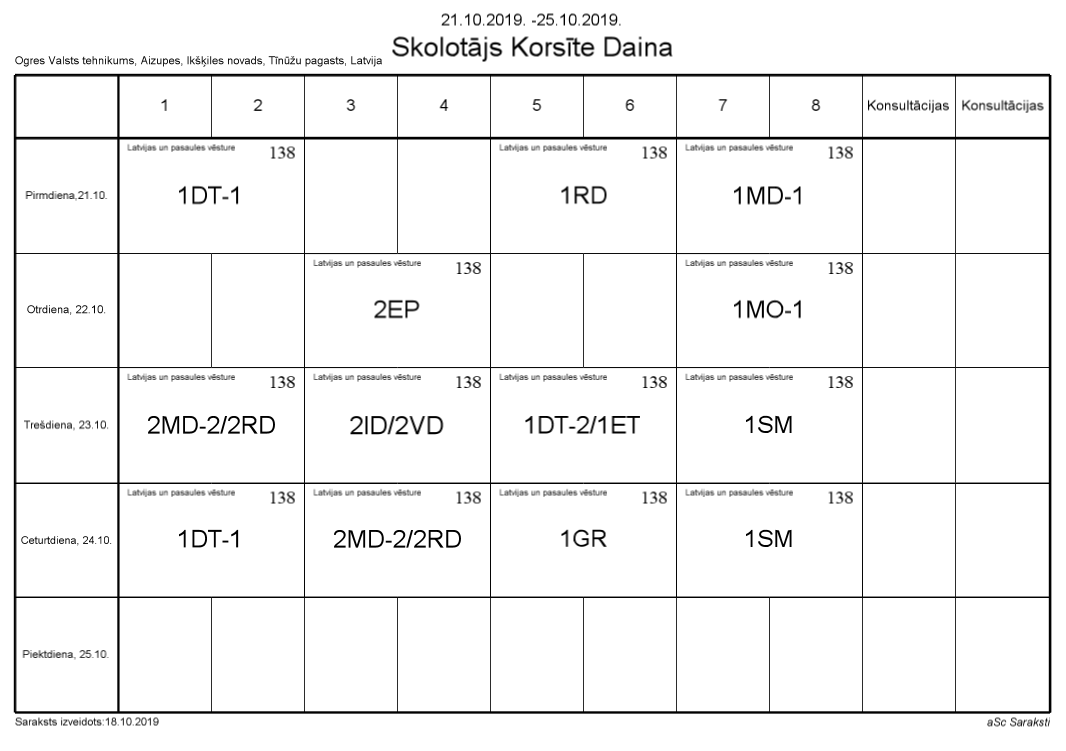 21.10.2019. -25.10.2019.
Skolotājs Korsīte Daina
Ogres Valsts tehnikums, Aizupes, Ikšķiles novads, Tīnūžu pagasts, Latvija
1 2 3 4 5 6 7 8 Konsultācijas Konsultācijas
Latvijas un pasaules vēsture 138 Latvijas un pasaules vēsture 138 Latvijas un pasaules vēsture 138
Pirmdiena,21.10. 1DT-1 1RD 1MD-1
Latvijas un pasaules vēsture 138 Latvijas un pasaules vēsture 138
Otrdiena, 22.10. 2EP 1MO-1
Latvijas un pasaules vēsture 138 Latvijas un pasaules vēsture 138 Latvijas un pasaules vēsture 138 Latvijas un pasaules vēsture 138
Trešdiena, 23.10. 2MD-2/2RD 2ID/2VD 1DT-2/1ET 1SM
Latvijas un pasaules vēsture 138 Latvijas un pasaules vēsture 138 Latvijas un pasaules vēsture 138 Latvijas un pasaules vēsture 138
Ceturtdiena, 24.10. 1DT-1 2MD-2/2RD 1GR 1SM
Piektdiena, 25.10.
Saraksts izveidots:18.10.2019 aSc Saraksti